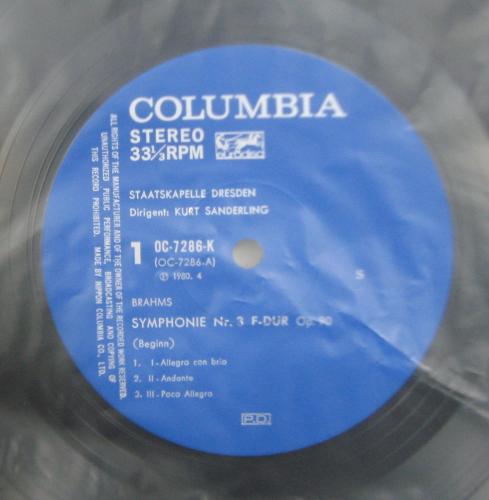 COLUMBIA
STEREO
33⅓RPM
eurodisc
STAATSKAPELLE DRESDEN
Dirigent: KURT SANDERLING
1 OC-7286-K
(OC-7286-A)
Ⓟ 1980. 4
S
BRAHMS
SYMPHONIE Nr. 3 F-DUR Op. 90
(Beginn)
1. I-Allegro con brio
2. II-Andante
3. III-Poco Allegro
P.D.
ALL RIGHTS OF THE MANUFACTURER AND OF THE OWNER OF THE RECORDED WORK RESERVED.
UNAUTHORIZED PUBLIC PERFORMANCE, BROADCASTING AND COPYING OF
THIS RECORD PROHIBITED. MADE BY NIPPON COLUMBIA CO., LTD.